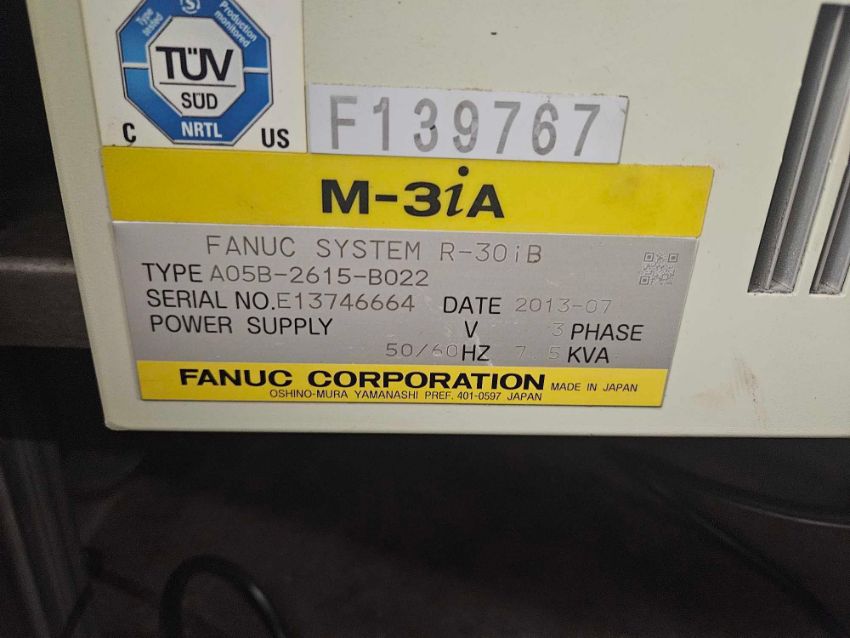 Type tested
Production monitored
TÜV
SÜD
NRTL
C US
F139767
M-3iA
FANUC SYSTEM R-30iB
TYPE A05B-2615-B022
SERIAL NO.E13746664 DATE 2013-07
POWER SUPPLY V 3 PHASE
50/60HZ 7.5KVA
FANUC CORPORATION MADE IN JAPAN
OSHINO-MURA YAMANASHI PREF. 401-0597 JAPAN